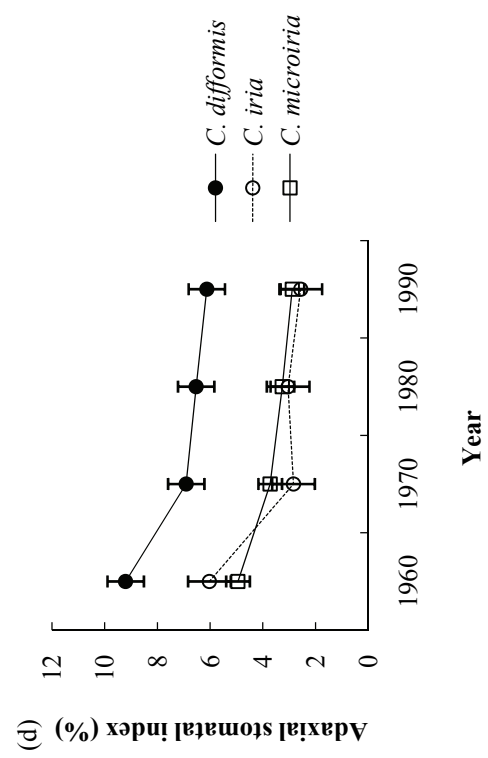 (d)
Adaxial stomatal index (%)
12
10
8
6
4
2
0
1960
1970
1980
1990
Year
C. difformis
C. iria
C. microiria